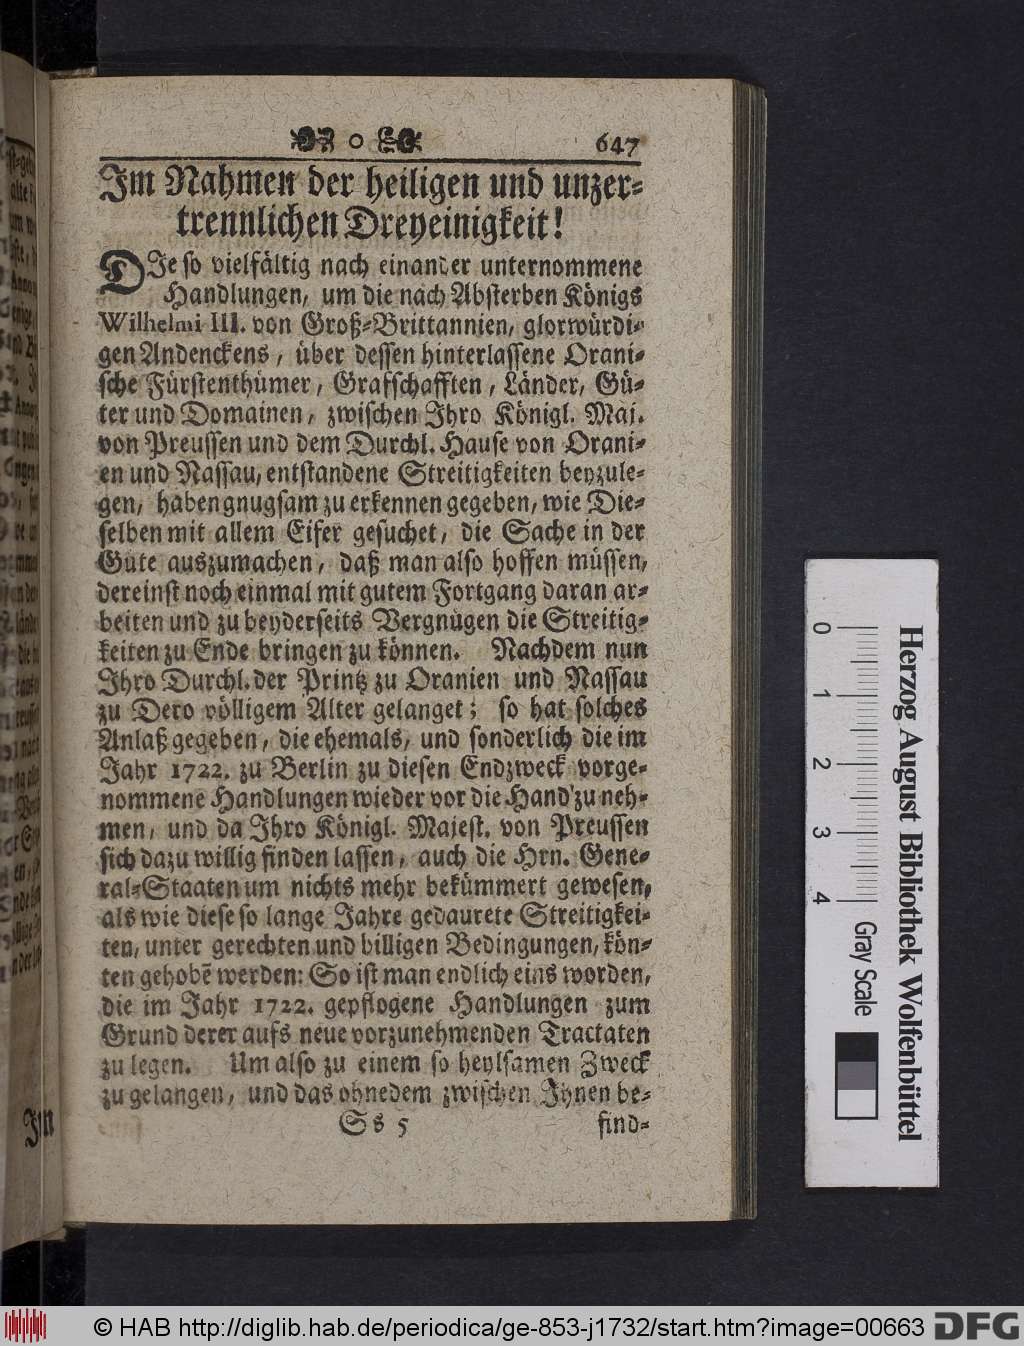 647
Im Nahmen der heiligen und unzer-
trennlichen Dreyeinigkeit!
DIe so vielfältig nach einander unternommene
Handlungen, um die nach Absterben Königs
Wilhelmi III. von Groß-Brittannien, glorwürdi-
gen Andenckens, über dessen hinterlassene Orani-
sche Fürstenthümer, Grafschafften, Länder, Gü-
ter und Domainen, zwischen Ihro Königl. Maj.
von Preussen und dem Durchl. Hause von Orani-
en und Nassau, entstandene Streitigkeiten beyzule-
gen, haben gnugsam zu erkennen gegeben, wie Die-
selben mit allem Eifer gesuchet, die Sache in der
Güte auszumachen, daß man also hoffen müssen,
dereinst noch einmal mit gutem Fortgang daran ar-
beiten und zu beyderseits Vergnügen die Streitig-
keiten zu Ende bringen zu können. Nachdem nun
Ihro Durchl. der Printz zu Oranien und Nassau
zu Dero völligem Alter gelanget; so hat solches
Anlaß gegeben, die ehemals, und sonderlich die im
Jahr 1722. zu Berlin zu diesen Endzweck vorge-
nommene Handlungen wieder vor die Hand zu neh-
men, und da Ihro Königl. Majest. von Preussen
sich dazu willig finden lassen, auch die Hrn. Gene-
ral-Staaten um nichts mehr bekümmert gewesen,
als wie diese so lange Jahre gedaurete Streitigkei-
ten, unter gerechten und billigen Bedingungen, kön-
ten gehobē werden: So ist man endlich eins worden,
die im Jahr 1722. gepflogene Handlungen zum
Grund derer aufs neue vorzunehmenden Tractaten
zu legen. Um also zu einem so heylsamen Zweck
zu gelangen, und das ohnedem zwischen Ihnen be-
Ss 5 find-
Im
0 1 2 3 4
Gray Scale
Herzog August Bibliothek Wolfenbüttel
© HAB http://diglib.hab.de/periodica/ge-853-j1732/start.htm?image=00663
DFG